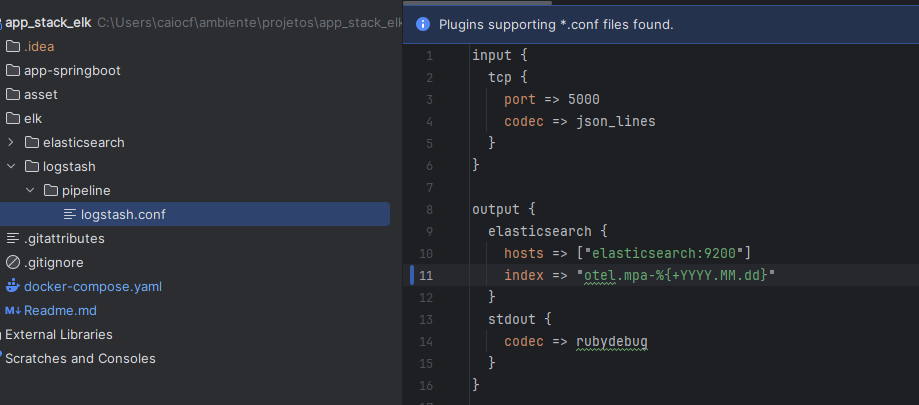 app_stack_elk C:\Users\caiocf\ambiente\projetos\app_stack_elk
.idea
app-springboot
asset
elk
elasticsearch
logstash
pipeline
logstash.conf
.gitattributes
.gitignore
docker-compose.yaml
M↓ Readme.md
External Libraries
Scratches and Consoles
Plugins supporting *.conf files found.
1 input {
2 tcp {
3 port => 5000
4 codec => json_lines
5 }
6 }
7
8 output {
9 elasticsearch {
10 hosts => ["elasticsearch:9200"]
11 index => "otel.mpa-%{+YYYY.MM.dd}"
12 }
13 stdout {
14 codec => rubydebug
15 }
16 }